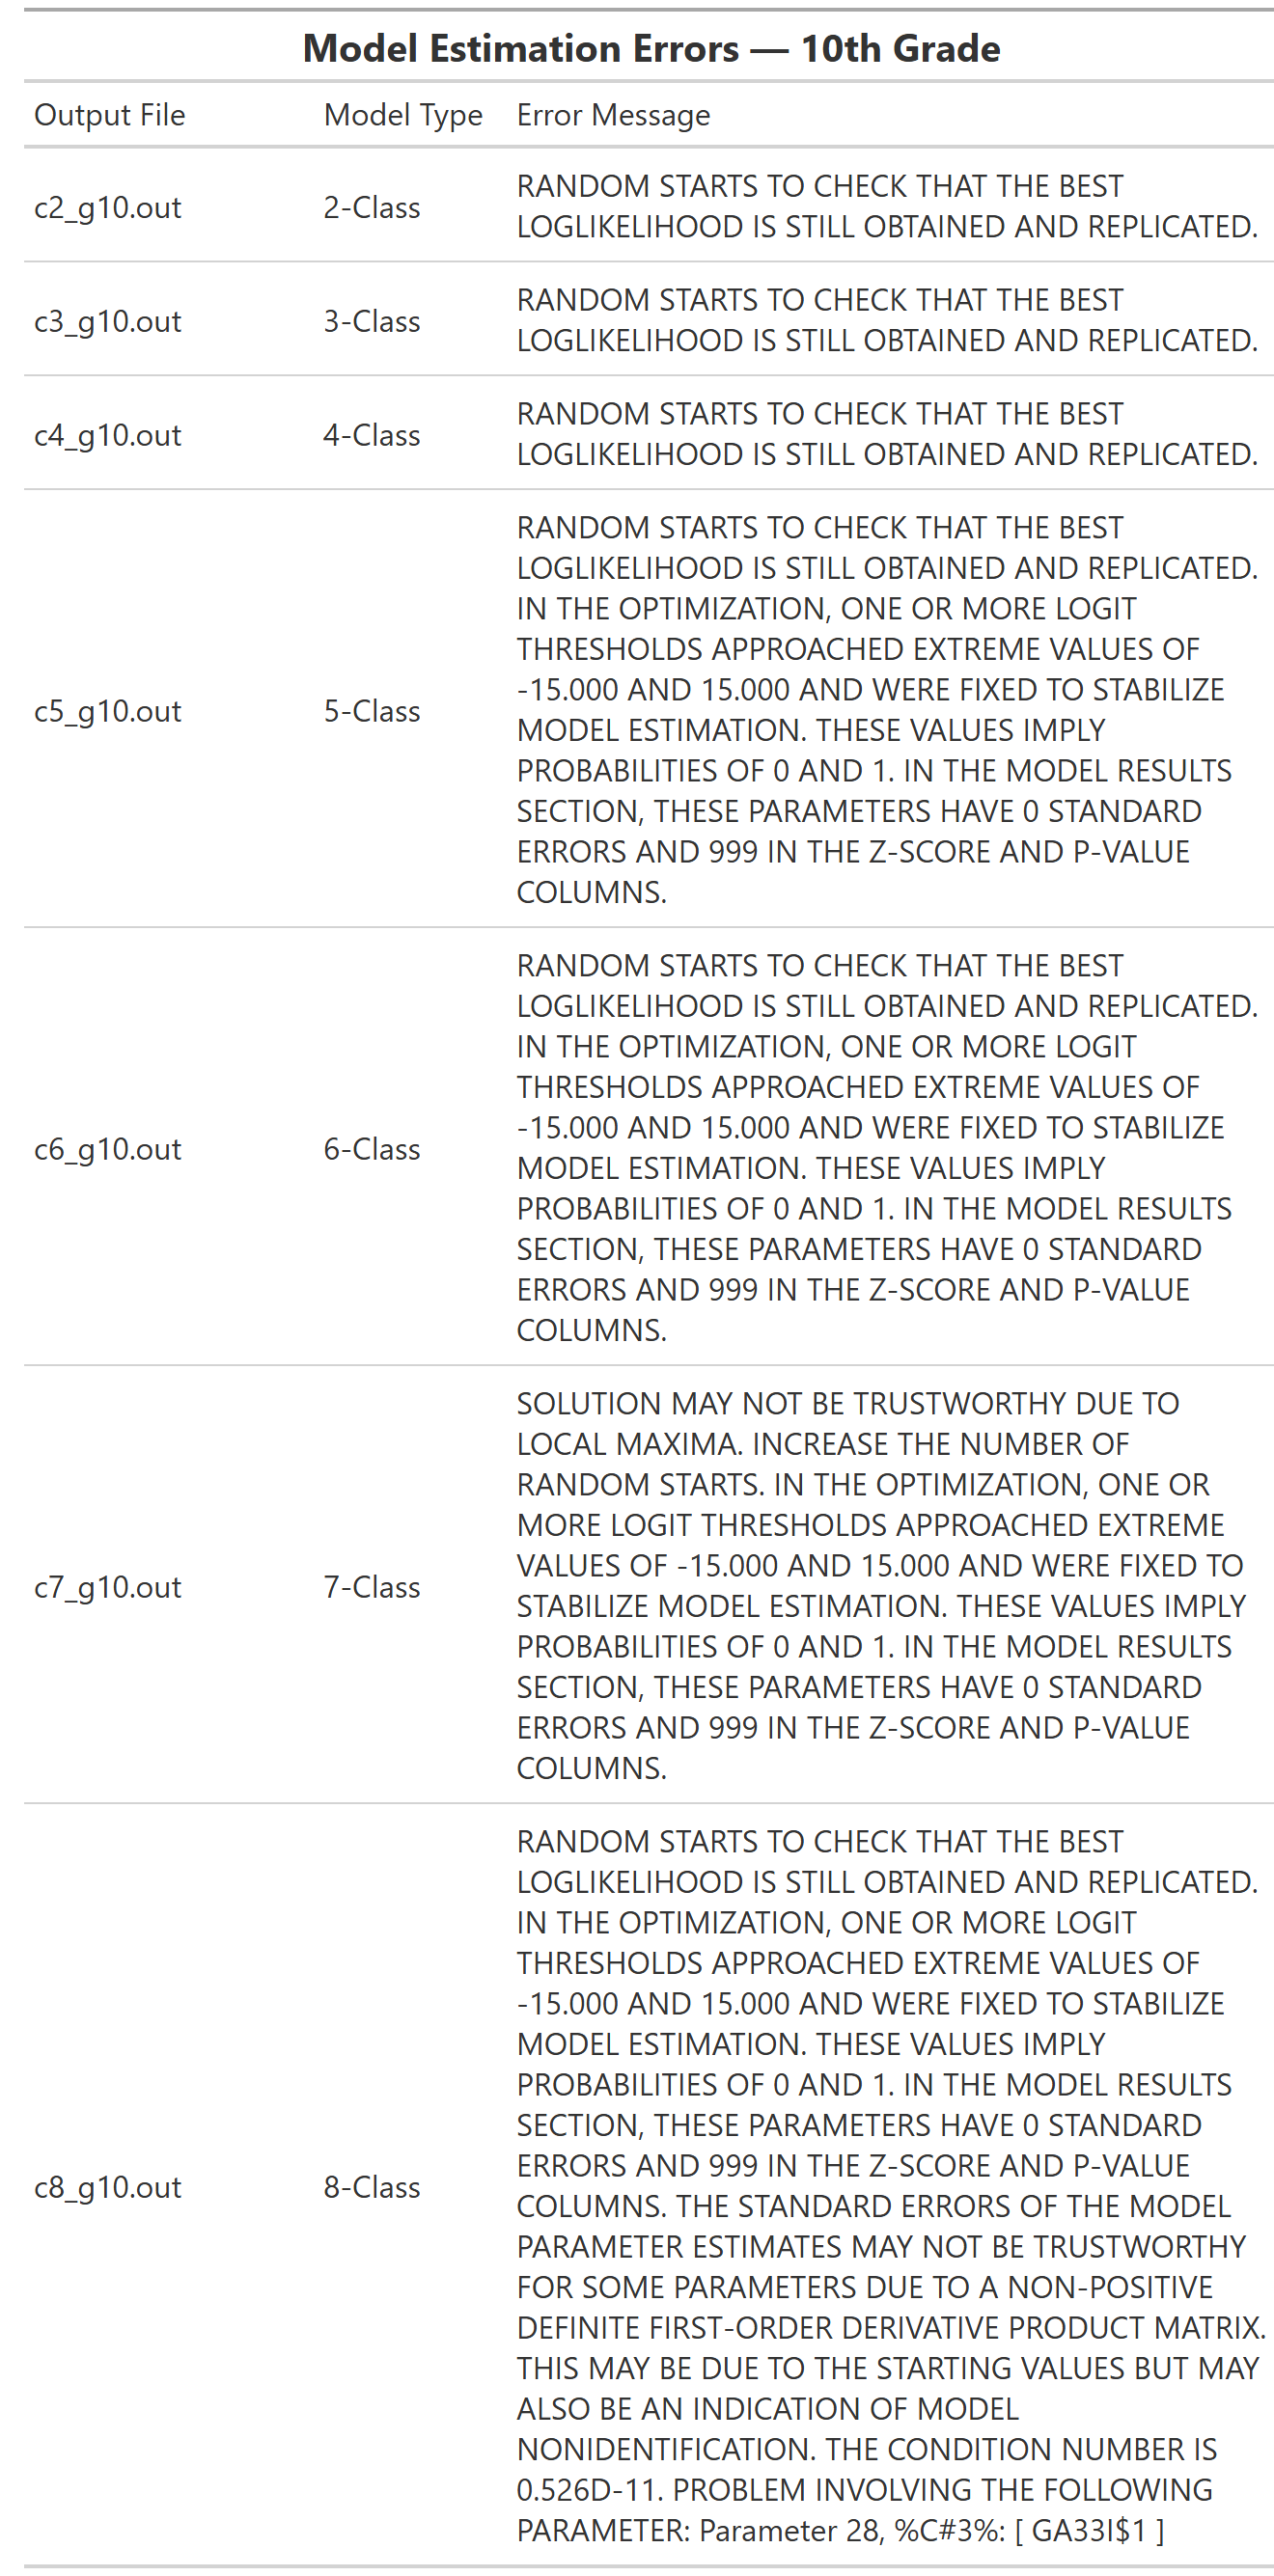 Model Estimation Errors — 10th Grade
Output File Model Type Error Message
c2_g10.out 2-Class RANDOM STARTS TO CHECK THAT THE BEST
LOGLIKELIHOOD IS STILL OBTAINED AND REPLICATED.
c3_g10.out 3-Class RANDOM STARTS TO CHECK THAT THE BEST
LOGLIKELIHOOD IS STILL OBTAINED AND REPLICATED.
c4_g10.out 4-Class RANDOM STARTS TO CHECK THAT THE BEST
LOGLIKELIHOOD IS STILL OBTAINED AND REPLICATED.
c5_g10.out 5-Class RANDOM STARTS TO CHECK THAT THE BEST
LOGLIKELIHOOD IS STILL OBTAINED AND REPLICATED.
IN THE OPTIMIZATION, ONE OR MORE LOGIT
THRESHOLDS APPROACHED EXTREME VALUES OF
-15.000 AND 15.000 AND WERE FIXED TO STABILIZE
MODEL ESTIMATION. THESE VALUES IMPLY
PROBABILITIES OF 0 AND 1. IN THE MODEL RESULTS
SECTION, THESE PARAMETERS HAVE 0 STANDARD
ERRORS AND 999 IN THE Z-SCORE AND P-VALUE
COLUMNS.
c6_g10.out 6-Class RANDOM STARTS TO CHECK THAT THE BEST
LOGLIKELIHOOD IS STILL OBTAINED AND REPLICATED.
IN THE OPTIMIZATION, ONE OR MORE LOGIT
THRESHOLDS APPROACHED EXTREME VALUES OF
-15.000 AND 15.000 AND WERE FIXED TO STABILIZE
MODEL ESTIMATION. THESE VALUES IMPLY
PROBABILITIES OF 0 AND 1. IN THE MODEL RESULTS
SECTION, THESE PARAMETERS HAVE 0 STANDARD
ERRORS AND 999 IN THE Z-SCORE AND P-VALUE
COLUMNS.
c7_g10.out 7-Class SOLUTION MAY NOT BE TRUSTWORTHY DUE TO
LOCAL MAXIMA. INCREASE THE NUMBER OF
RANDOM STARTS. IN THE OPTIMIZATION, ONE OR
MORE LOGIT THRESHOLDS APPROACHED EXTREME
VALUES OF -15.000 AND 15.000 AND WERE FIXED TO
STABILIZE MODEL ESTIMATION. THESE VALUES IMPLY
PROBABILITIES OF 0 AND 1. IN THE MODEL RESULTS
SECTION, THESE PARAMETERS HAVE 0 STANDARD
ERRORS AND 999 IN THE Z-SCORE AND P-VALUE
COLUMNS.
c8_g10.out 8-Class RANDOM STARTS TO CHECK THAT THE BEST
LOGLIKELIHOOD IS STILL OBTAINED AND REPLICATED.
IN THE OPTIMIZATION, ONE OR MORE LOGIT
THRESHOLDS APPROACHED EXTREME VALUES OF
-15.000 AND 15.000 AND WERE FIXED TO STABILIZE
MODEL ESTIMATION. THESE VALUES IMPLY
PROBABILITIES OF 0 AND 1. IN THE MODEL RESULTS
SECTION, THESE PARAMETERS HAVE 0 STANDARD
ERRORS AND 999 IN THE Z-SCORE AND P-VALUE
COLUMNS. THE STANDARD ERRORS OF THE MODEL
PARAMETER ESTIMATES MAY NOT BE TRUSTWORTHY
FOR SOME PARAMETERS DUE TO A NON-POSITIVE
DEFINITE FIRST-ORDER DERIVATIVE PRODUCT MATRIX.
THIS MAY BE DUE TO THE STARTING VALUES BUT MAY
ALSO BE AN INDICATION OF MODEL
NONIDENTIFICATION. THE CONDITION NUMBER IS
0.526D-11. PROBLEM INVOLVING THE FOLLOWING
PARAMETER: Parameter 28, %C#3%: [ GA33I$1 ]